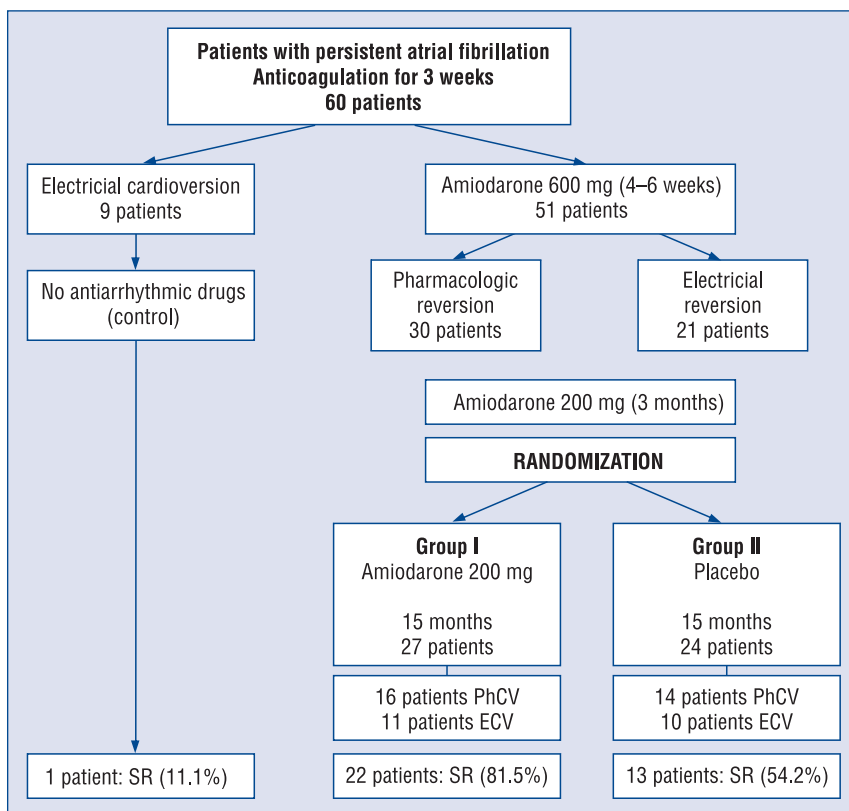 Patients with persistent atrial fibrillation
Anticoagulation for 3 weeks
60 patients
Electricial cardioversion
9 patients
Amiodarone 600 mg (4–6 weeks)
51 patients
No antiarrhythmic drugs
(control)
Pharmacologic
reversion
30 patients
Electricial
reversion
21 patients
Amiodarone 200 mg (3 months)
RANDOMIZATION
Group I
Amiodarone 200 mg
15 months
27 patients
Group II
Placebo
15 months
24 patients
16 patients PhCV
11 patients ECV
14 patients PhCV
10 patients ECV
1 patient: SR (11.1%)
22 patients: SR (81.5%)
13 patients: SR (54.2%)